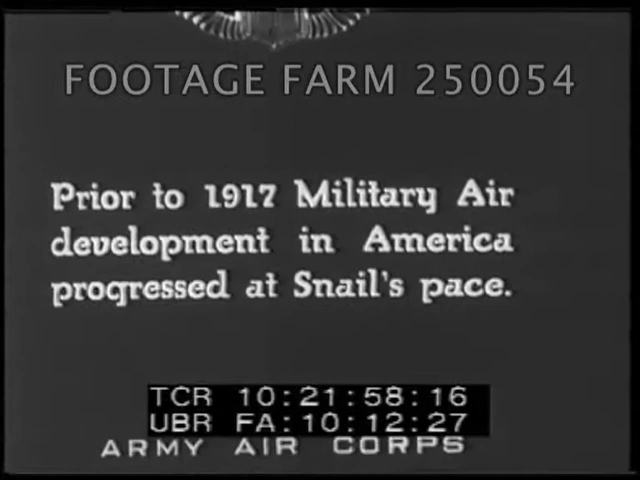 FOOTAGE FARM 250054
Prior to 1917 Military Air
development in America
progressed at Snail's pace.
TCR 10:21:58:16
UBR FA:10:12:27
ARMY AIR CORPS